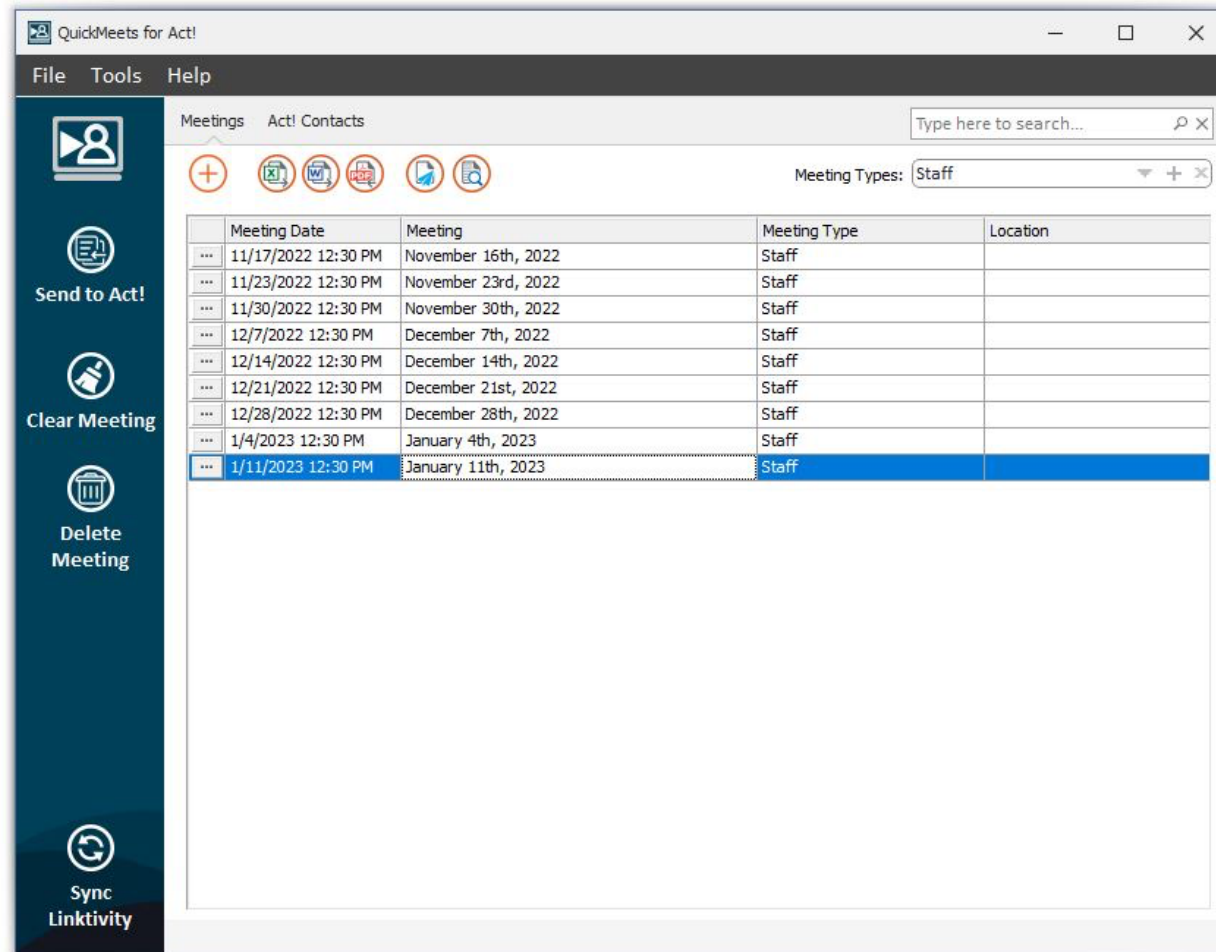 QuickMeets for Act!
File Tools Help
Meetings Act! Contacts
Type here to search...
Meeting Types: Staff
Send to Act!
Clear Meeting
Delete
Meeting
Sync
Linktivity
Meeting Date Meeting Meeting Type Location
... 11/17/2022 12:30 PM November 16th, 2022 Staff
... 11/23/2022 12:30 PM November 23rd, 2022 Staff
... 11/30/2022 12:30 PM November 30th, 2022 Staff
... 12/7/2022 12:30 PM December 7th, 2022 Staff
... 12/14/2022 12:30 PM December 14th, 2022 Staff
... 12/21/2022 12:30 PM December 21st, 2022 Staff
... 12/28/2022 12:30 PM December 28th, 2022 Staff
... 1/4/2023 12:30 PM January 4th, 2023 Staff
... 1/11/2023 12:30 PM January 11th, 2023 Staff